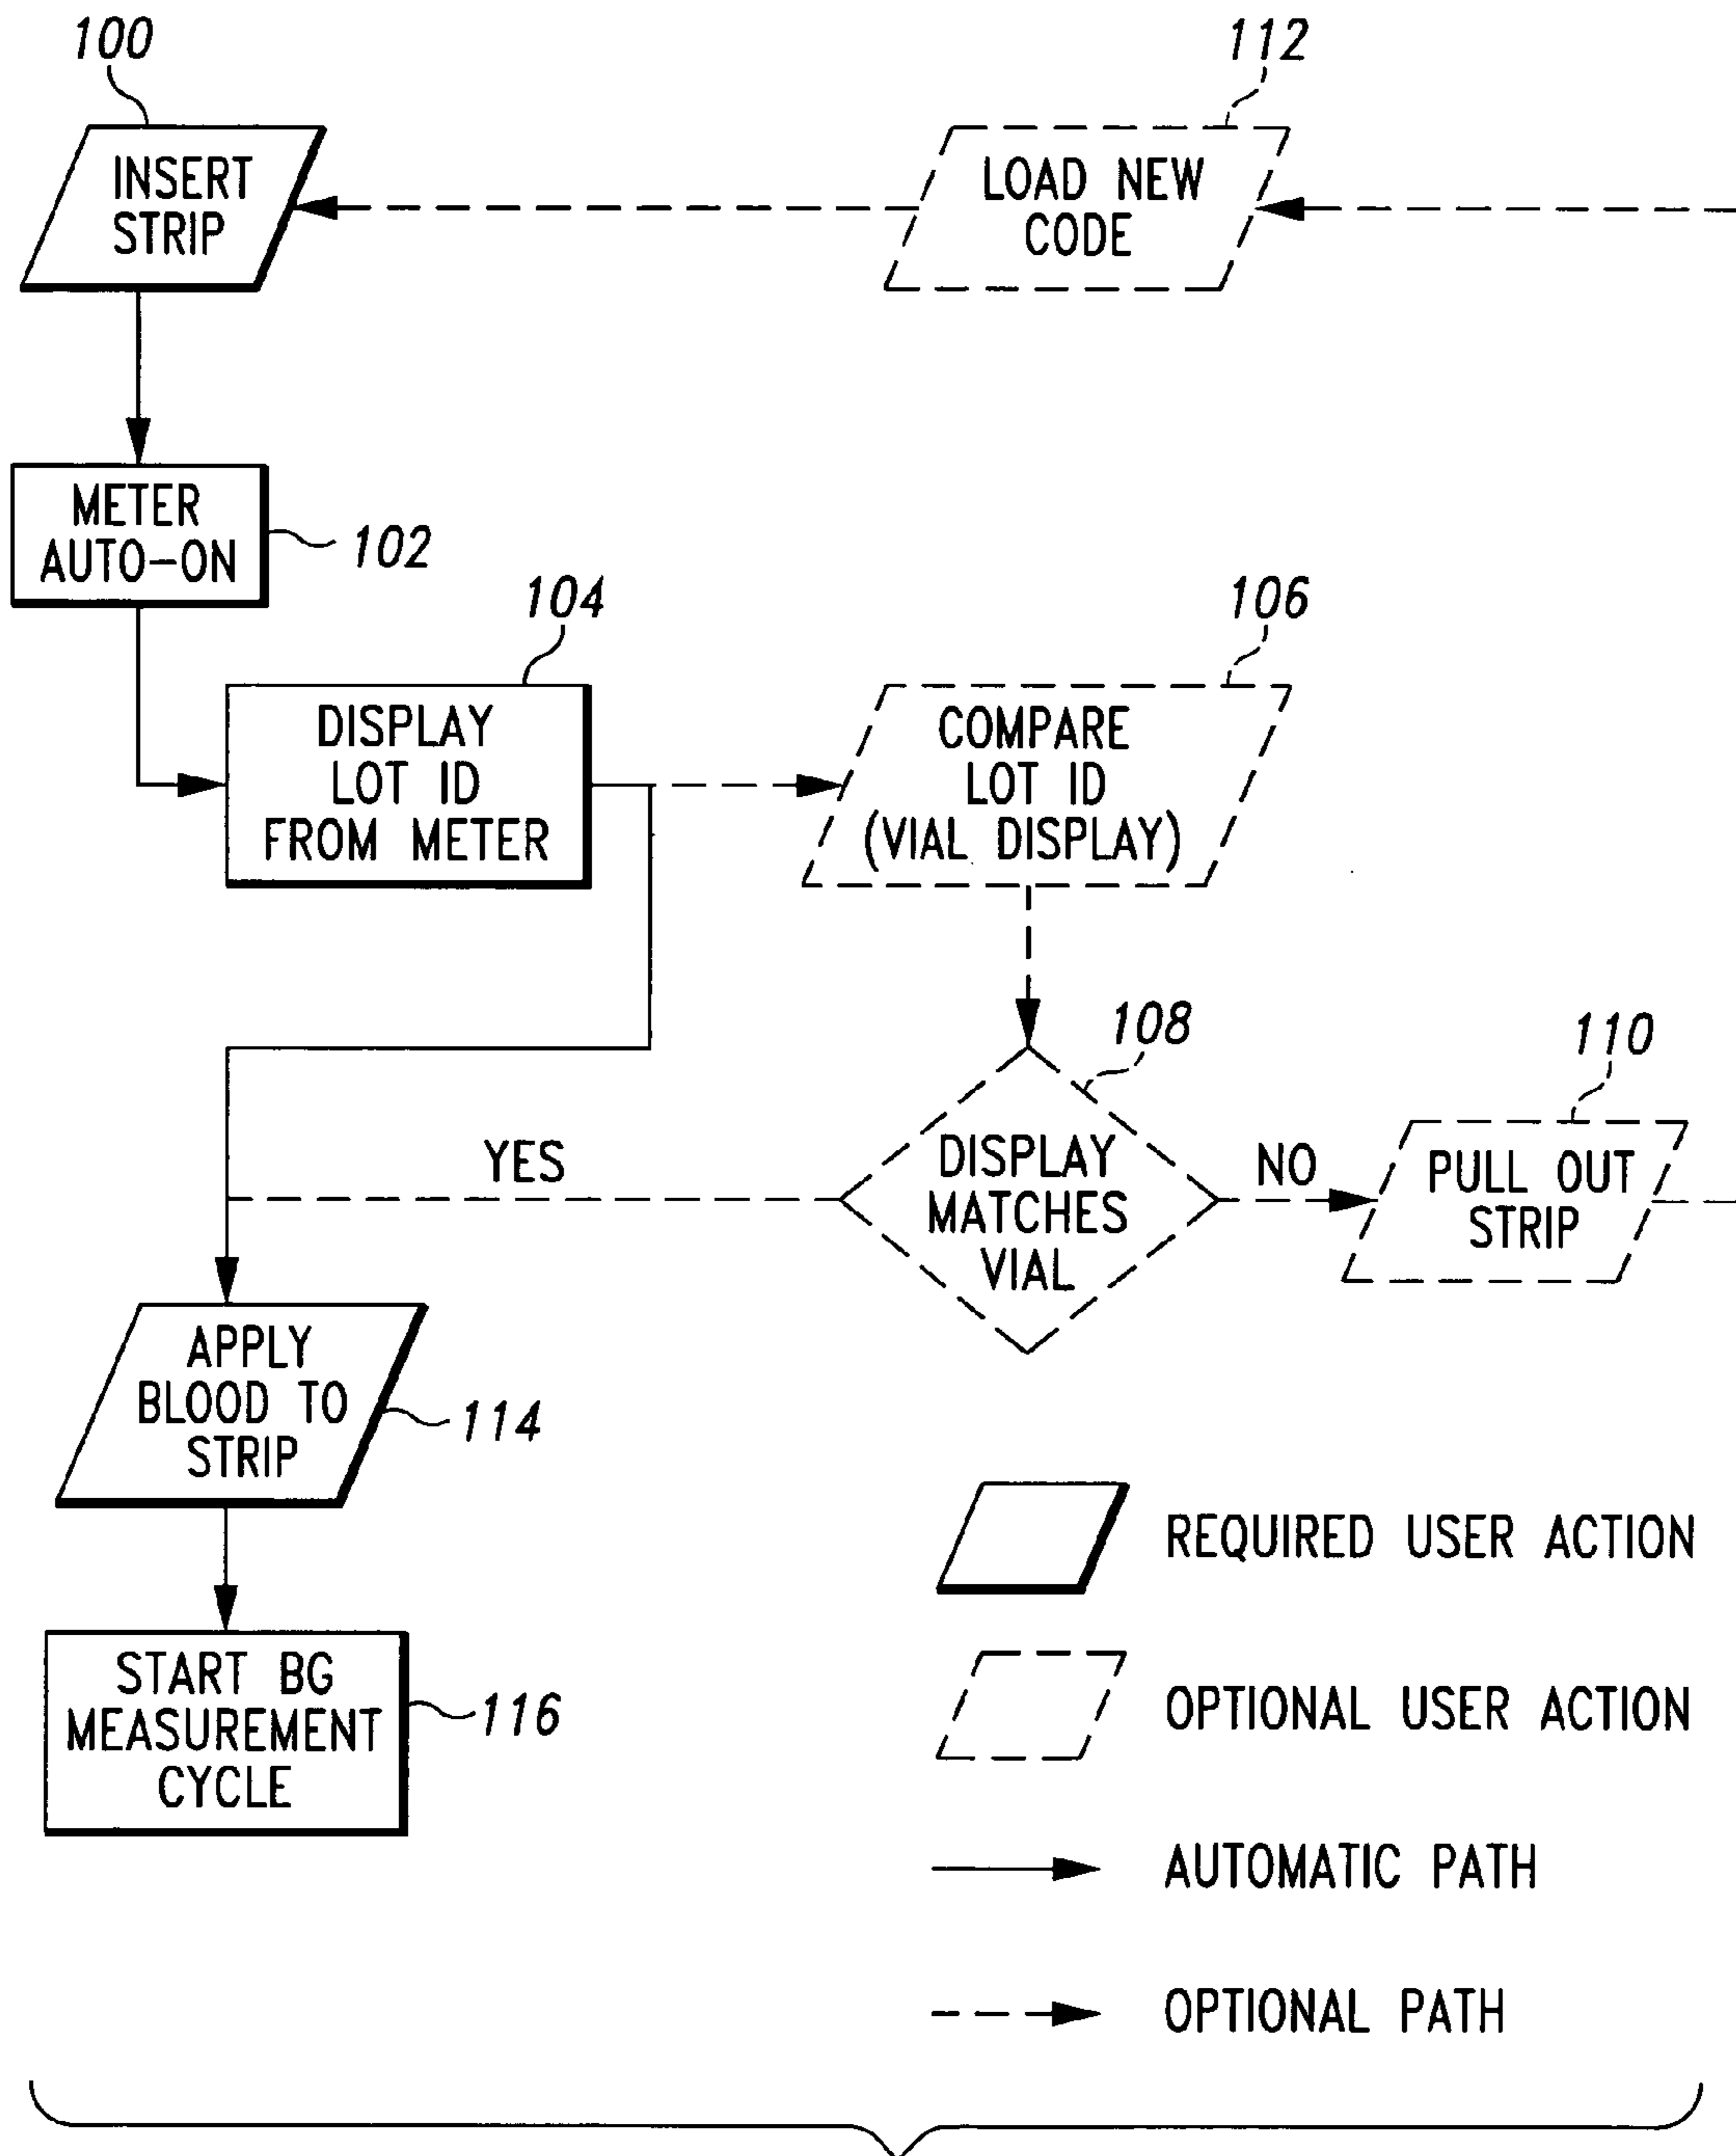 100
112
INSERT
STRIP
LOAD NEW
CODE
METER
AUTO-ON
102
104
106
DISPLAY
LOT ID
FROM METER
COMPARE
LOT ID
(VIAL DISPLAY)
108
110
YES
DISPLAY
MATCHES
VIAL
NO
PULL OUT
STRIP
APPLY
BLOOD TO
STRIP
114
REQUIRED USER ACTION
START BG
MEASUREMENT
CYCLE
116
OPTIONAL USER ACTION
AUTOMATIC PATH
OPTIONAL PATH